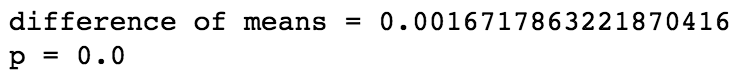 difference of means = 0.0016717863221870416
p = 0.0